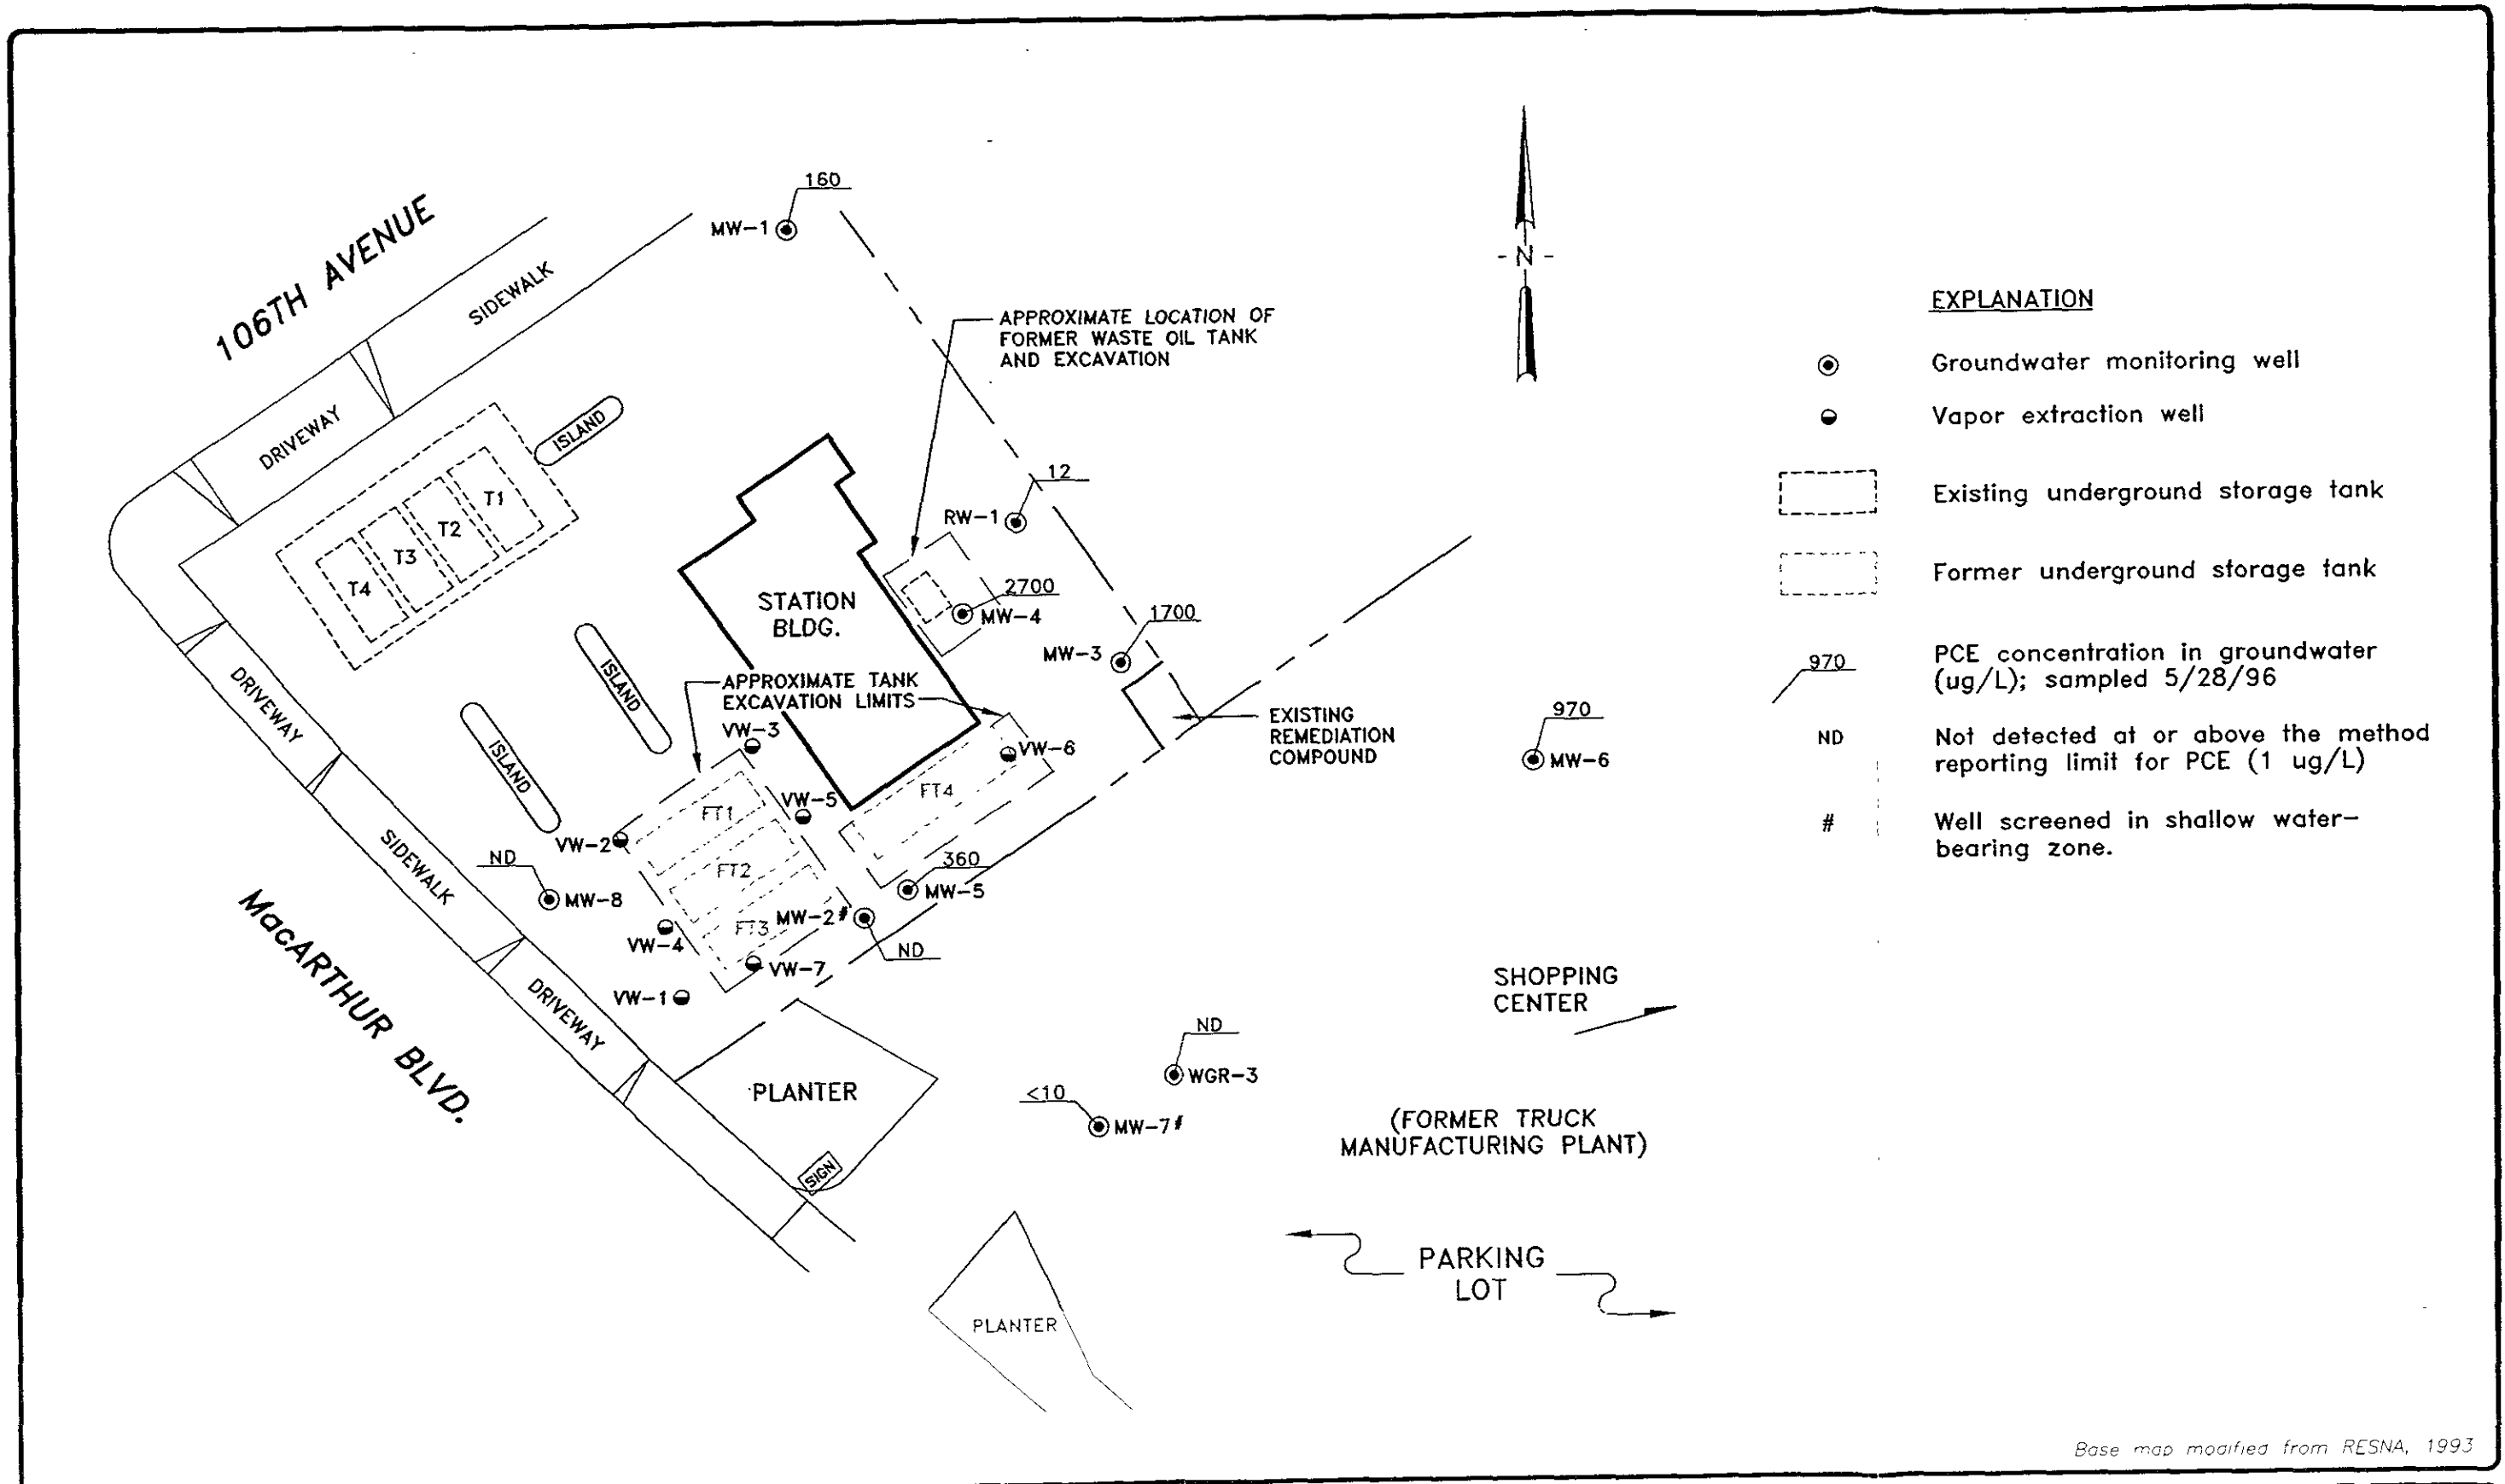 160
MW-1
106TH AVENUE
SIDEWALK
- N -
APPROXIMATE LOCATION OF
FORMER WASTE OIL TANK
AND EXCAVATION
DRIVEWAY
ISLAND
T1
T2
T3
T4
12
RW-1
STATION
BLDG.
2700
MW-4
1700
MW-3
ISLAND
APPROXIMATE TANK
EXCAVATION LIMITS
DRIVEWAY
ISLAND
VW-3
VW-6
EXISTING
REMEDIATION
COMPOUND
970
MW-6
FT4
VW-5
FT1
VW-2
FT2
ND
MW-8
360
MW-5
MW-2#
FT3
ND
SIDEWALK
VW-4
VW-7
VW-1
MacARTHUR BLVD.
DRIVEWAY
PLANTER
SIGN
ND
WGR-3
<10
MW-7#
SHOPPING
CENTER
(FORMER TRUCK
MANUFACTURING PLANT)
PARKING
LOT
PLANTER
EXPLANATION
Groundwater monitoring well
Vapor extraction well
Existing underground storage tank
Former underground storage tank
970 PCE concentration in groundwater
(ug/L); sampled 5/28/96
ND Not detected at or above the method
reporting limit for PCE (1 ug/L)
# Well screened in shallow water-
bearing zone.
Base map modified from RESNA, 1993